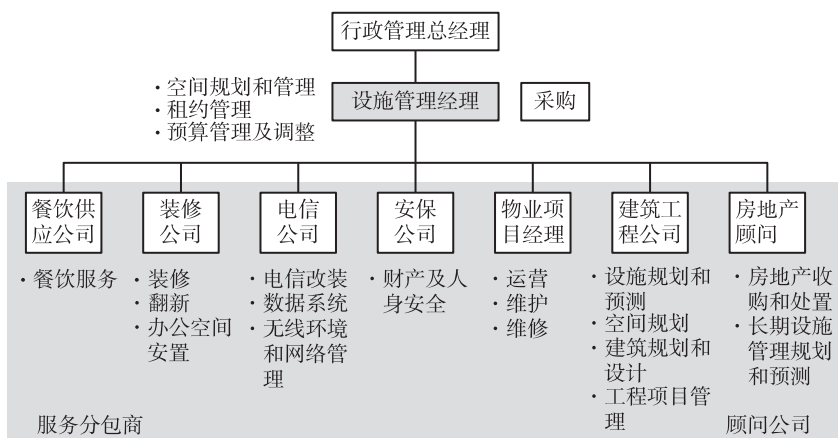 行政管理总经理
·空间规划和管理
·租约管理
·预算管理及调整
设施管理经理
采购
餐饮供
应公司
·餐饮服务
装修
公司
·装修
·翻新
·办公空间
安置
电信
公司
·电信改装
·数据系统
·无线环境
和网络管
理
安保
公司
·财产及人
身安全
物业项
目经理
·运营
·维护
·维修
建筑工
程公司
·设施规划和
预测
·空间规划
·建筑规划和
设计
·工程项目管
理
房地产
顾问
·房地产收
购和处置
·长期设施
管理规划
和预测
服务分包商
顾问公司